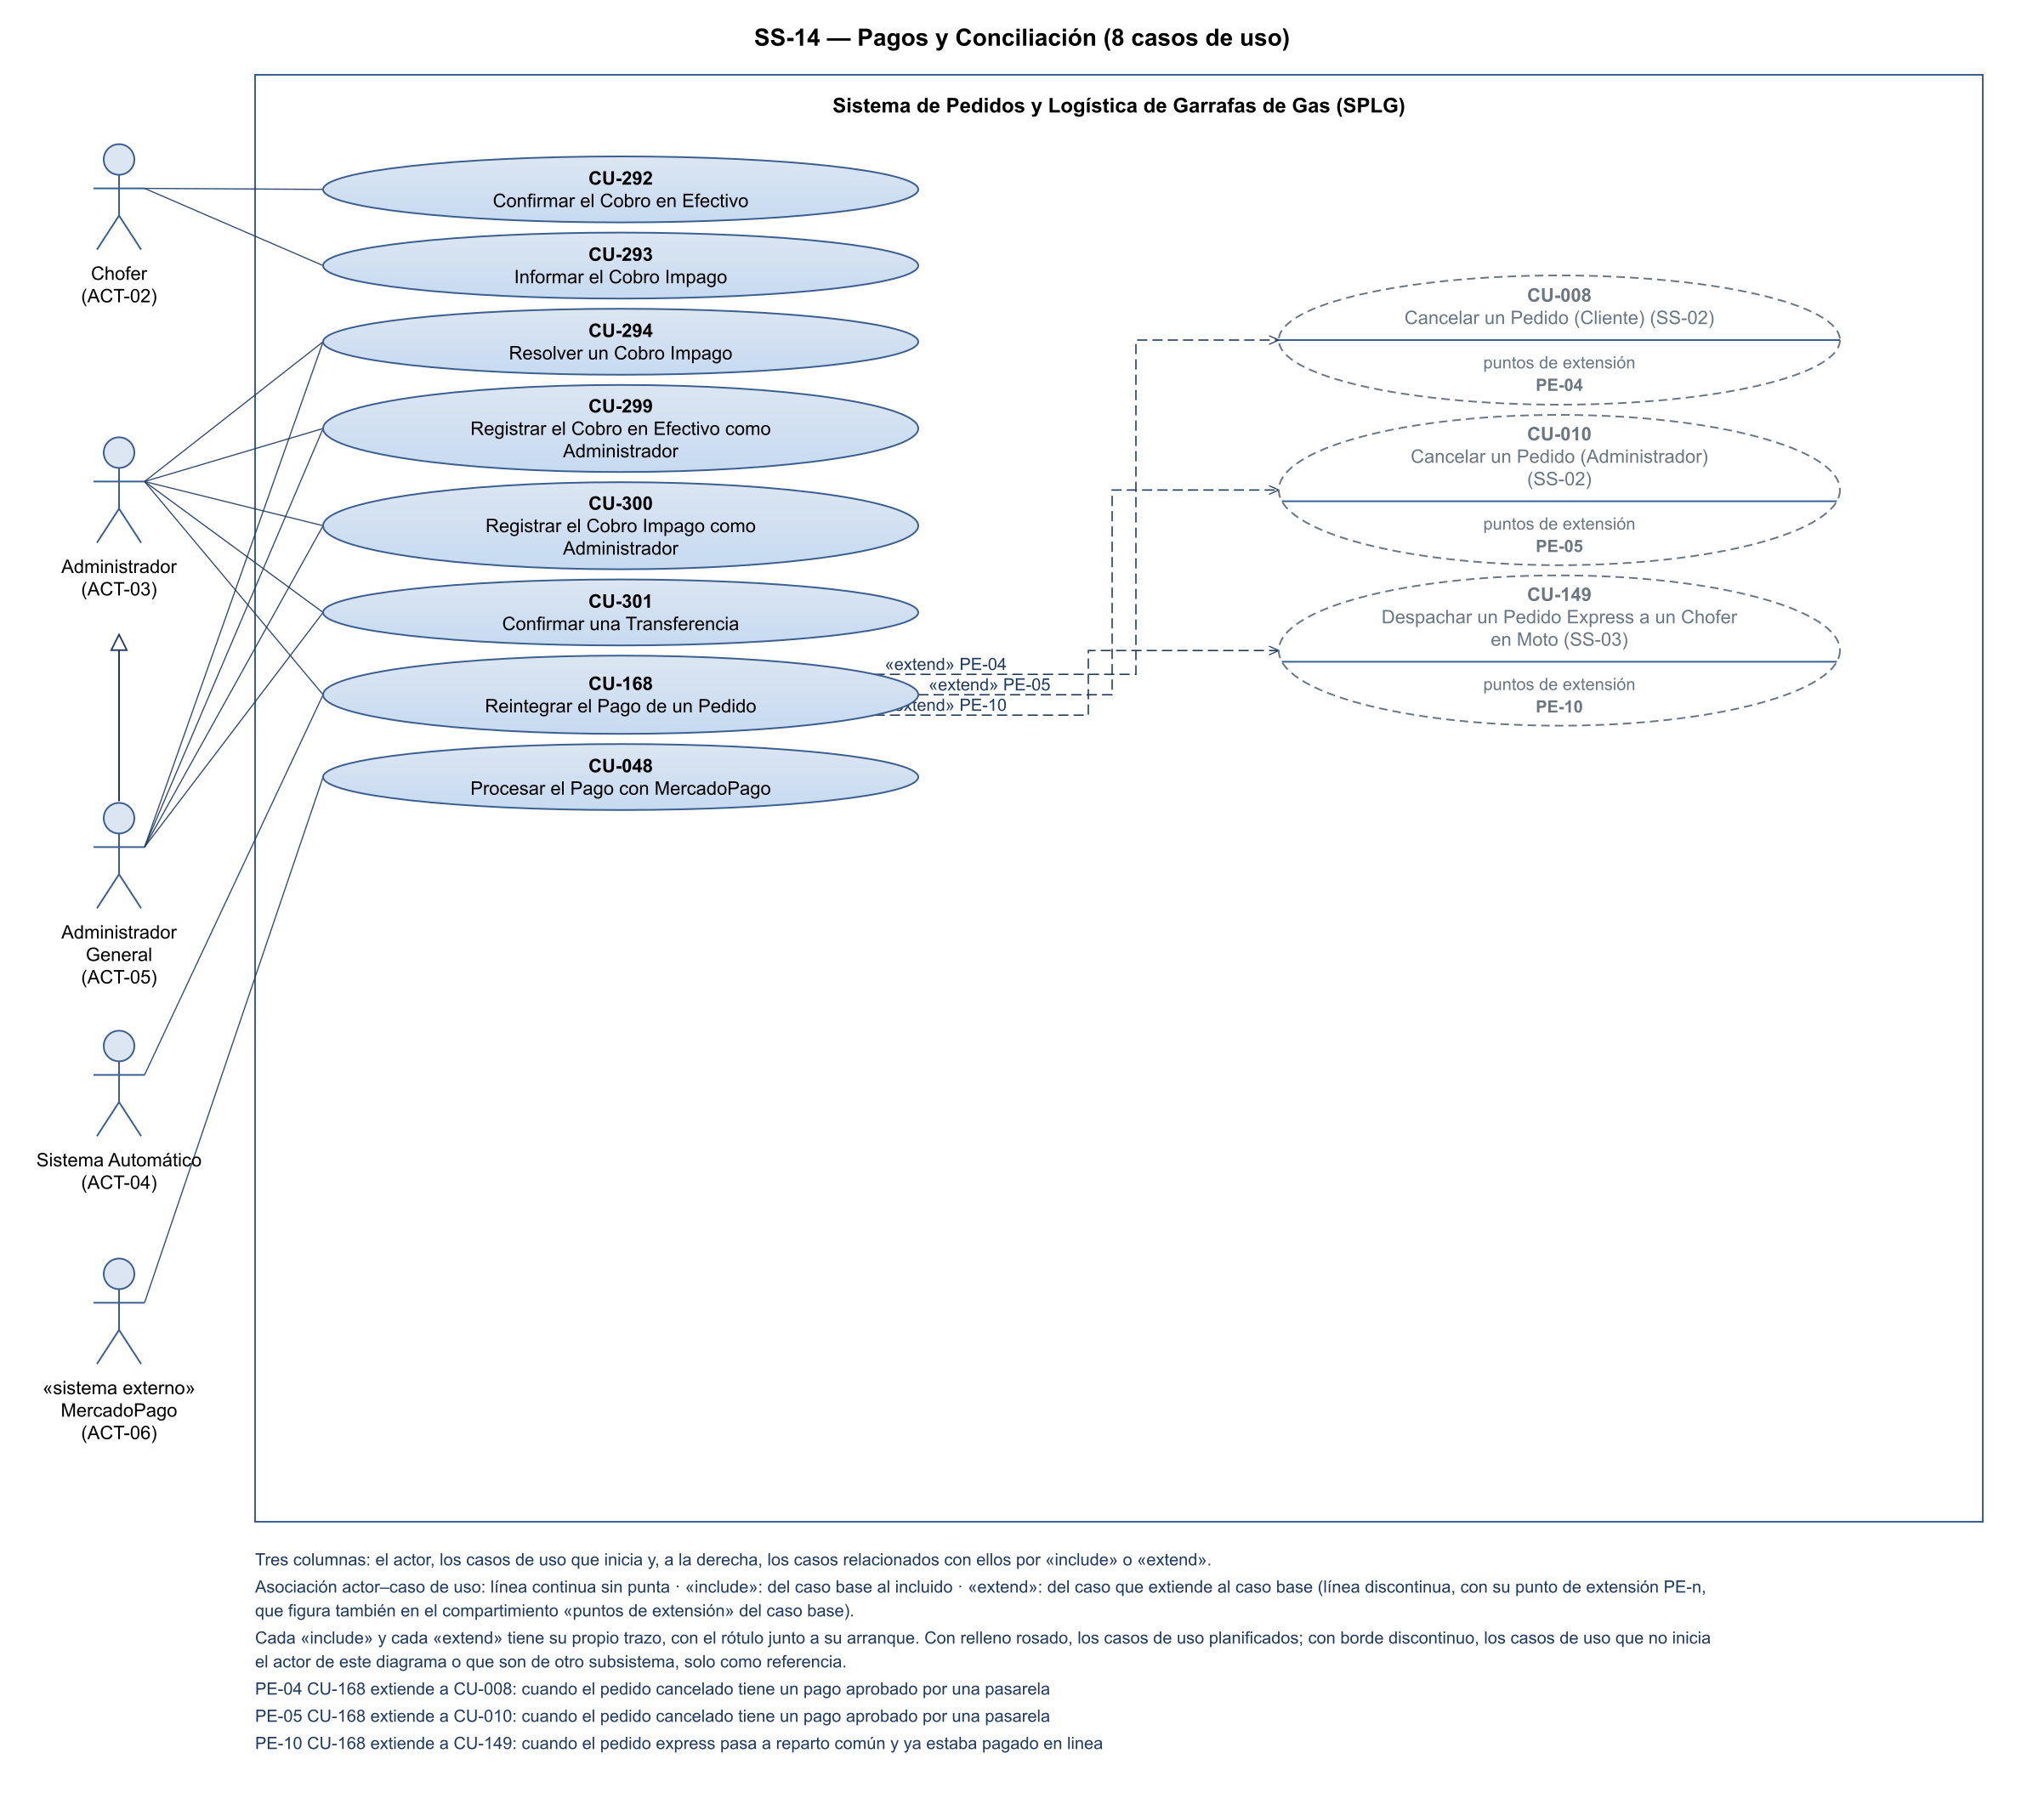 SS-14 — Pagos y Conciliación (8 casos de uso)
Sistema de Pedidos y Logística de Garrafas de Gas (SPLG)
Chofer
(ACT-02)
Administrador
(ACT-03)
Administrador
General
(ACT-05)
Sistema Automático
(ACT-04)
«sistema externo»
MercadoPago
(ACT-06)
CU-292
Confirmar el Cobro en Efectivo
CU-293
Informar el Cobro Impago
CU-294
Resolver un Cobro Impago
CU-299
Registrar el Cobro en Efectivo como
Administrador
CU-300
Registrar el Cobro Impago como
Administrador
CU-301
Confirmar una Transferencia
CU-168
Reintegrar el Pago de un Pedido
CU-048
Procesar el Pago con MercadoPago
«extend» PE-04
«extend» PE-05
PE-10
CU-008
Cancelar un Pedido (Cliente) (SS-02)
puntos de extensión
PE-04
CU-010
Cancelar un Pedido (Administrador)
(SS-02)
puntos de extensión
PE-05
CU-149
Despachar un Pedido Express a un Chofer
en Moto (SS-03)
puntos de extensión
PE-10
Tres columnas: el actor, los casos de uso que inicia y, a la derecha, los casos relacionados con ellos por «include» o «extend».
Asociación actor–caso de uso: línea continua sin punta · «include»: del caso base al incluido · «extend»: del caso que extiende al caso base (línea discontinua, con su punto de extensión PE-n,
que figura también en el compartimiento «puntos de extensión» del caso base).
Cada «include» y cada «extend» tiene su propio trazo, con el rótulo junto a su arranque. Con relleno rosado, los casos de uso planificados; con borde discontinuo, los casos de uso que no inicia
el actor de este diagrama o que son de otro subsistema, solo como referencia.
PE-04 CU-168 extiende a CU-008: cuando el pedido cancelado tiene un pago aprobado por una pasarela
PE-05 CU-168 extiende a CU-010: cuando el pedido cancelado tiene un pago aprobado por una pasarela
PE-10 CU-168 extiende a CU-149: cuando el pedido express pasa a reparto común y ya estaba pagado en linea